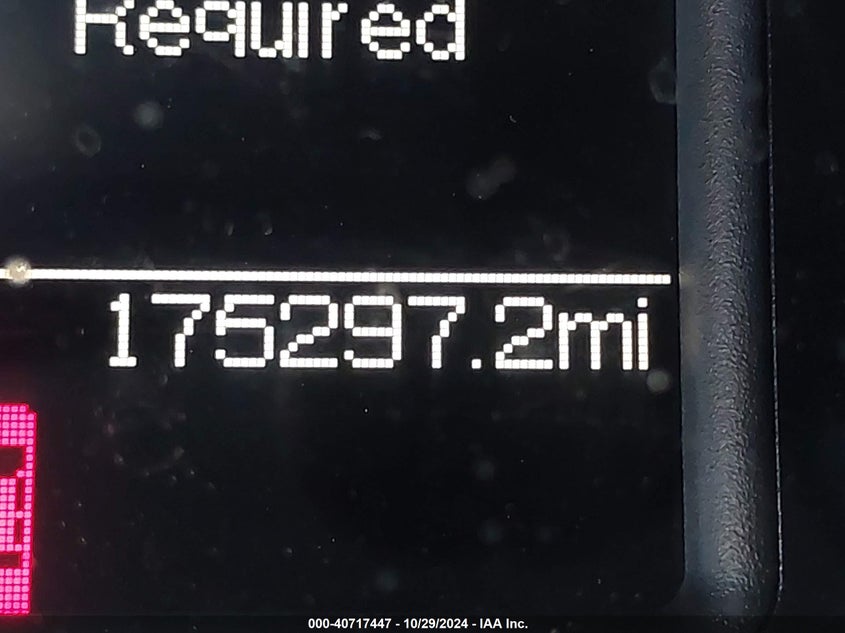 Required
175297.2mi
000-40717447 - 10/29/2024 - IAA Inc.